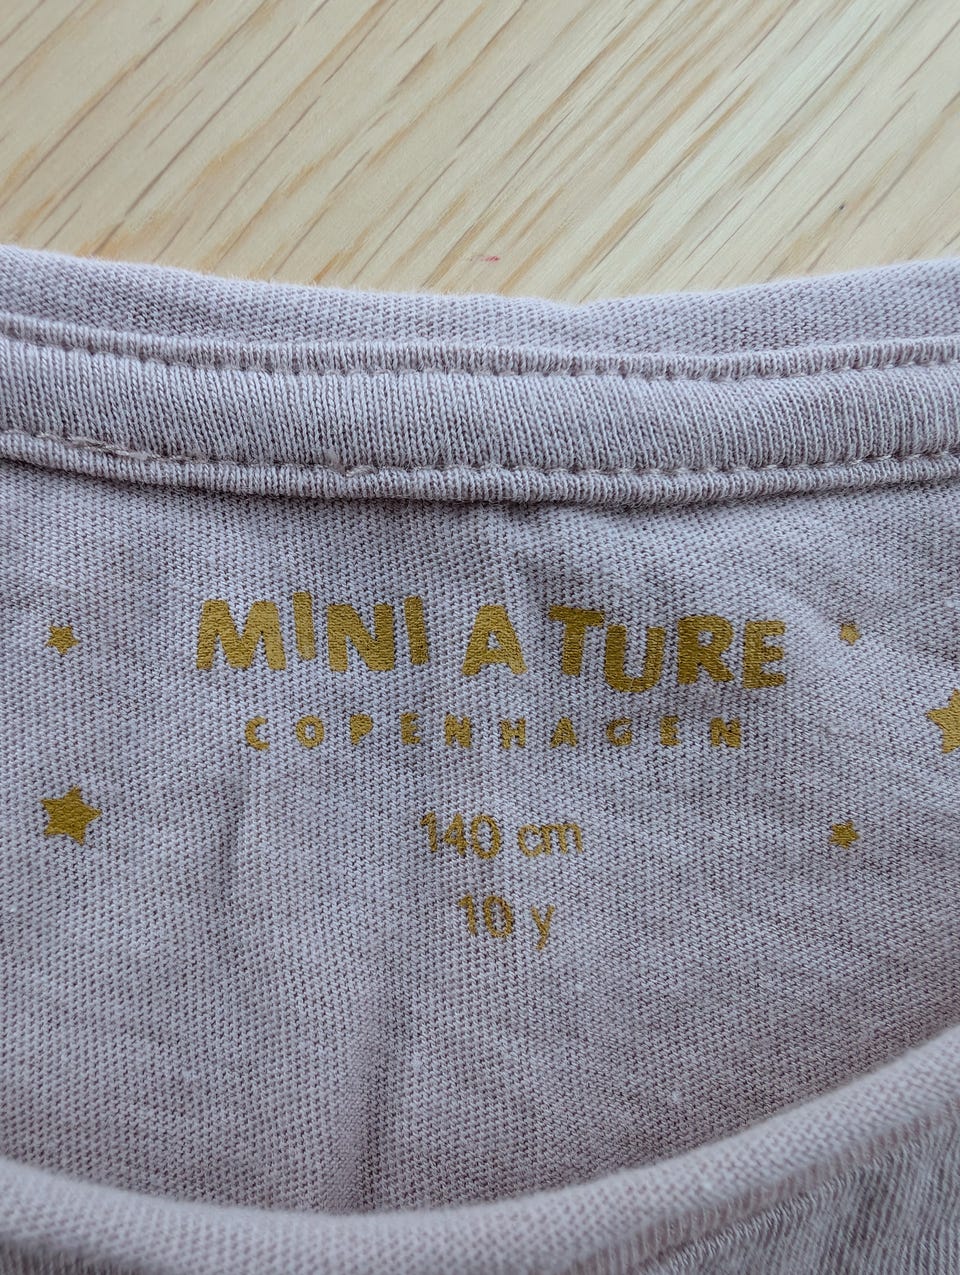 MINI A TURE
COPENHAGEN
140 cm
10 y